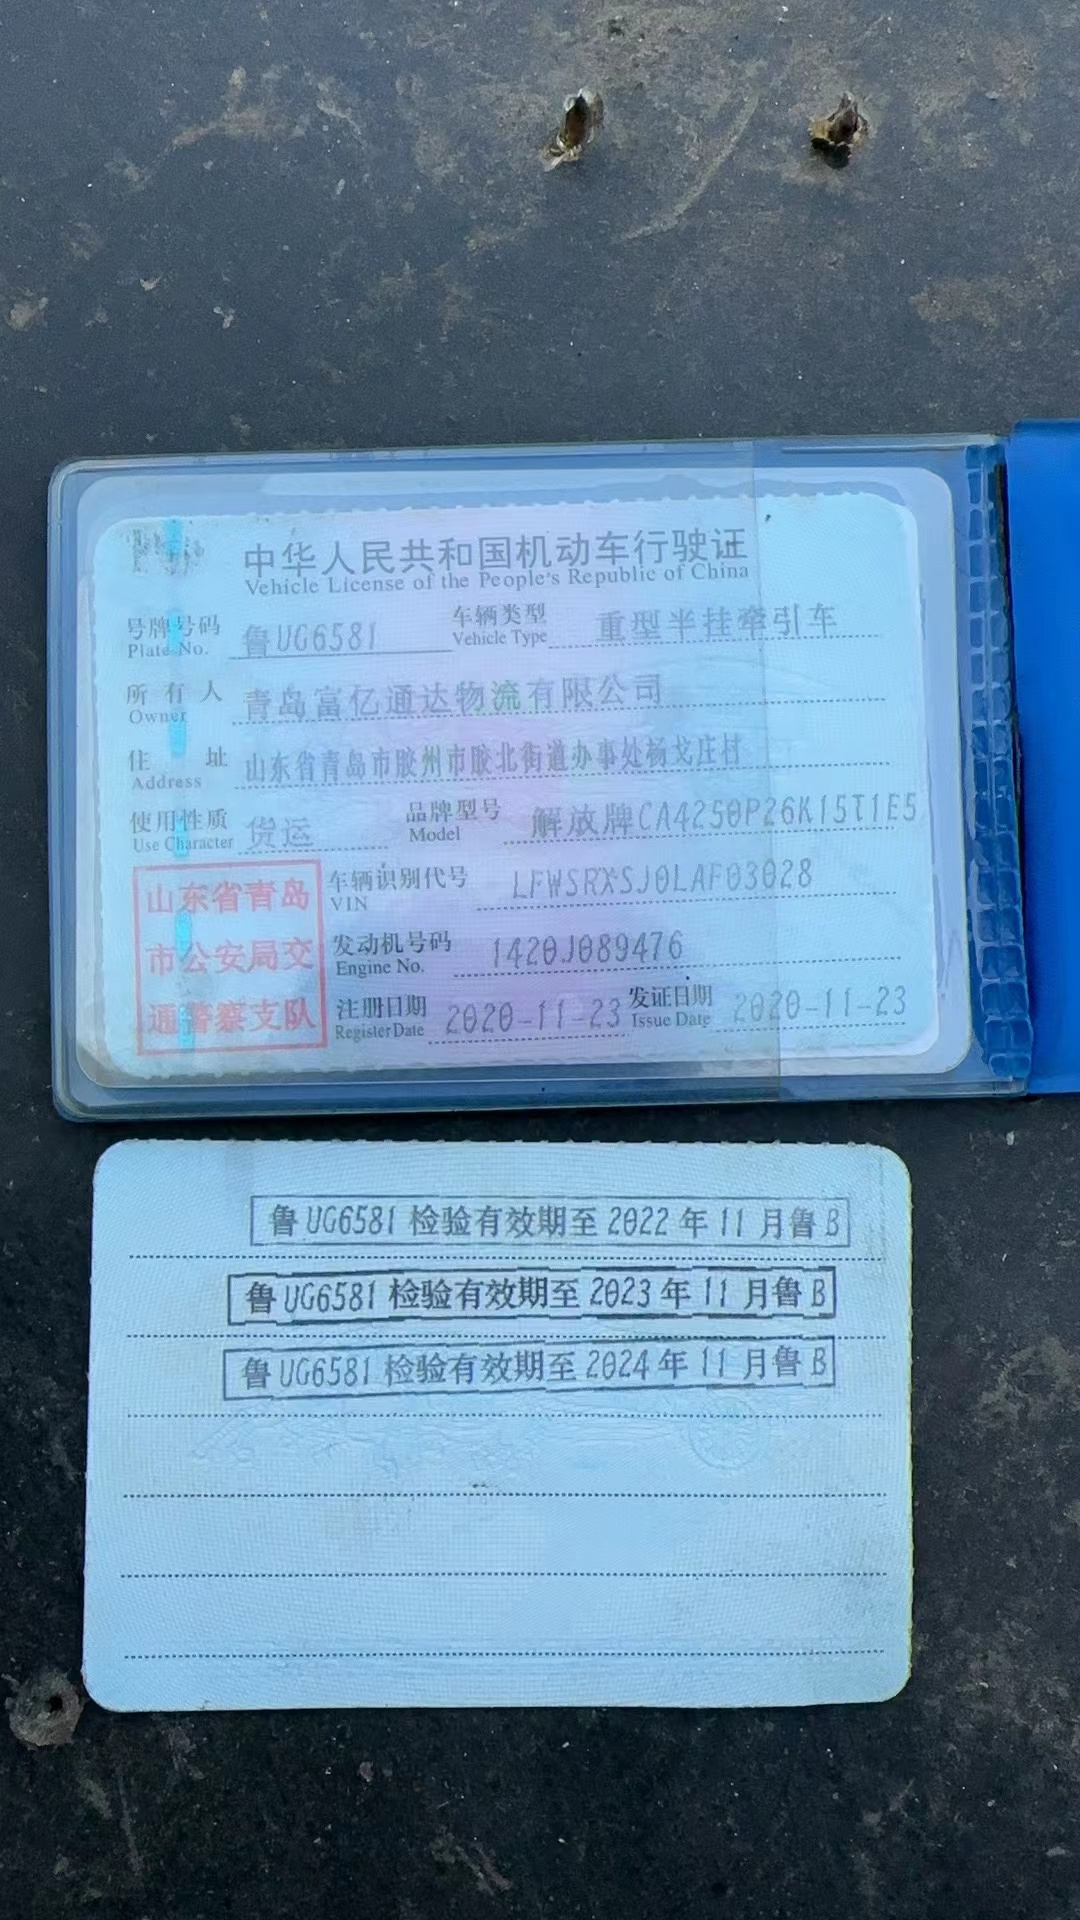 中华人民共和国机动车行驶证
Vehicle License of the People's Republic of China
号牌号码 鲁UG6581 车辆类型 重型半挂牵引车
Plate No. Vehicle Type
所有人 青岛富亿通达物流有限公司
Owner
住址 山东省青岛市胶州市胶北街道办事处杨戈庄村
Address
使用性质 货运 品牌型号 解放牌CA4250P26K15T1E5
Use Character Model
山东省青岛市公安局交通警察支队
车辆识别代号 LFWSRXSJ0LAF03028
VIN
发动机号码 1420J089476
Engine No.
注册日期 2020-11-23 发证日期 2020-11-23
Register Date Issue Date
鲁UG6581检验有效期至2022年11月鲁B
鲁UG6581检验有效期至2023年11月鲁B
鲁UG6581检验有效期至2024年11月鲁B